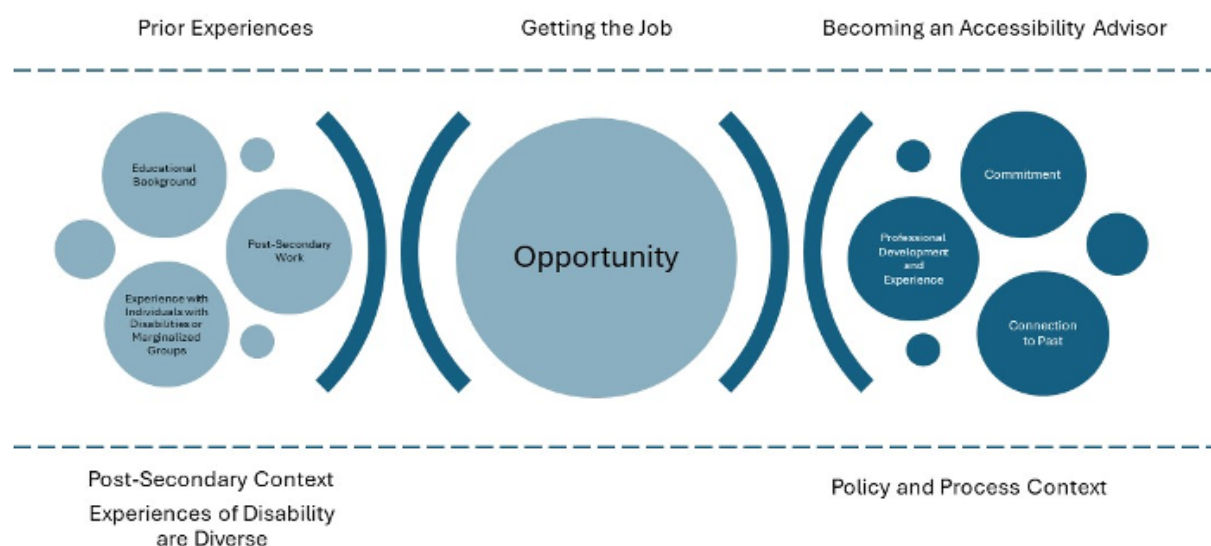 Prior Experiences
Getting the Job
Becoming an Accessibility Advisor
Educational
Background
Post-Secondary
Work
Experience with
Individuals with
Disabilities or
Marginalized
Groups
Opportunity
Commitment
Professional
Development
and
Experience
Connection
to Past
Post-Secondary Context
Experiences of Disability
are Diverse
Policy and Process Context